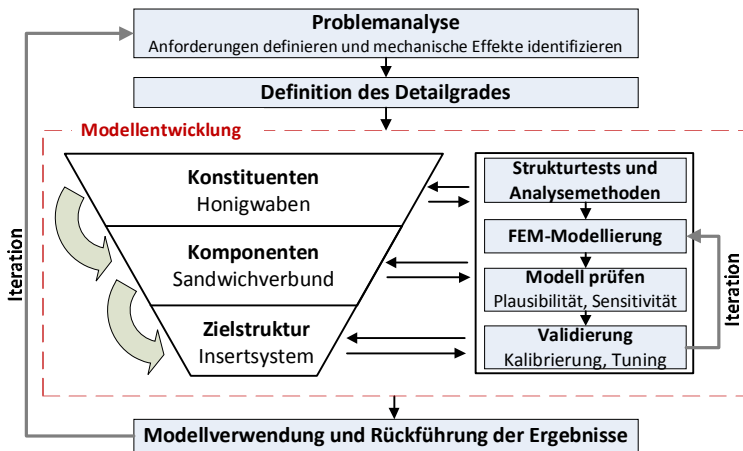 Problemanalyse
Anforderungen definieren und mechanische Effekte identifizieren
Definition des Detailgrades
Modellentwicklung
Konstituenten
Honigwaben
Komponenten
Sandwichverbund
Zielstruktur
Insertsystem
Strukturtests und
Analysemethoden
FEM-Modellierung
Modell prüfen
Plausibilität, Sensitivität
Validierung
Kalibrierung, Tuning
Iteration
Iteration
Modellverwendung und Rückführung der Ergebnisse